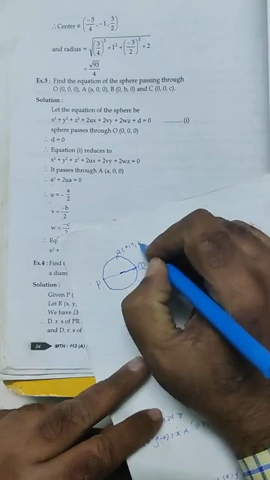 ∴ Centre ≡ (-3/4, -1, 3/2)
and radius = √((3/4)² + 1² + (-3/2)² + 2
= √93/4
Ex.3 : Find the equation of the sphere passing through
O (0, 0, 0), A (a, 0, 0), B (0, b, 0) and C (0, 0, c).
Solution :
Let the equation of the sphere be
x² + y² + z² + 2ux + 2vy + 2wz + d = 0 ...(i)
sphere passes through O (0, 0, 0)
∴ d = 0
∴ Equation (i) reduces to
x² + y² + z² + 2ux + 2vy + 2wz = 0
∴ It passes through A (a, 0, 0)
∴ a² + 2ua = 0
∴ u = -a/2
v = -b/2
w = -c/2
∴ Eq
x² +
Ex.4 : Find t
a diam
Solution :
Given P (
Let R (x, y,
We have ∠l
∴ D. r. s of PR
and D. r. s of
34 MTH - 113 (A)
P